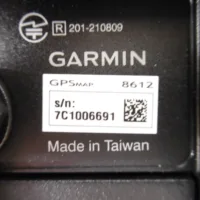 R 201-210809
GARMIN
GPSMAP 8612
s/n:
7C1006691
Made in Taiwan